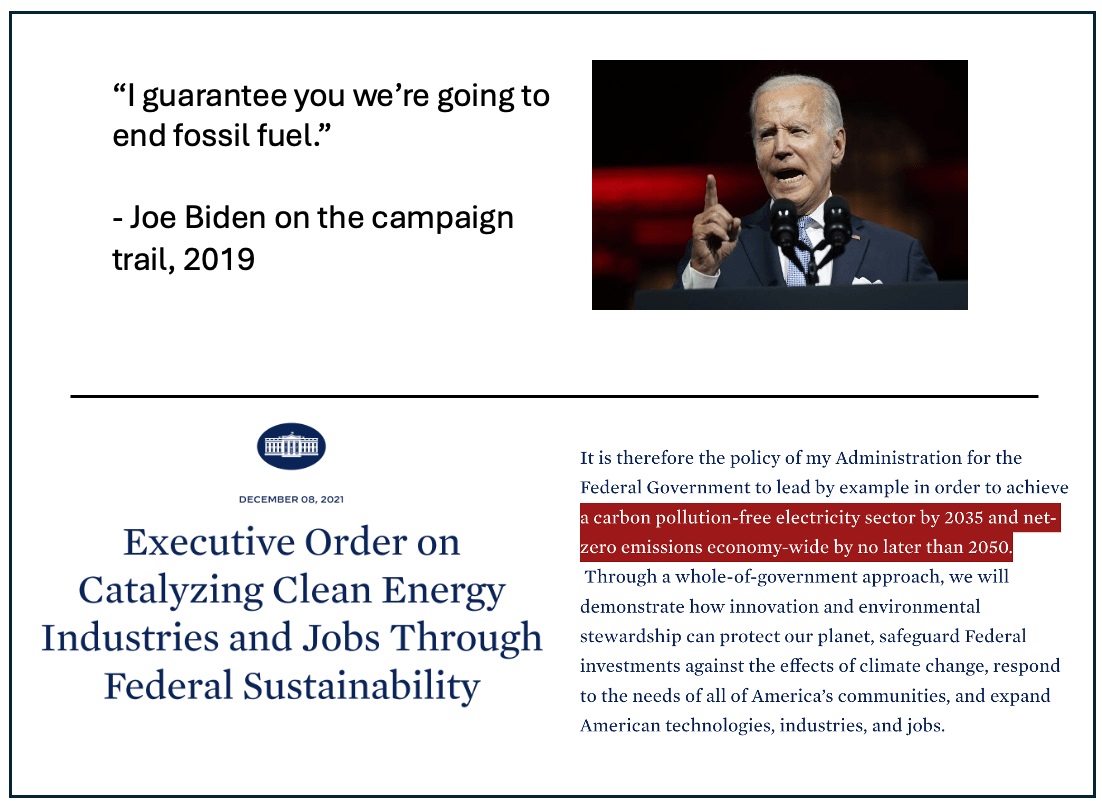 “I guarantee you we’re going to
end fossil fuel.”
- Joe Biden on the campaign
trail, 2019
DECEMBER 08, 2021
Executive Order on
Catalyzing Clean Energy
Industries and Jobs Through
Federal Sustainability
It is therefore the policy of my Administration for the
Federal Government to lead by example in order to achieve
a carbon pollution-free electricity sector by 2035 and net-
zero emissions economy-wide by no later than 2050.
Through a whole-of-government approach, we will
demonstrate how innovation and environmental
stewardship can protect our planet, safeguard Federal
investments against the effects of climate change, respond
to the needs of all of America’s communities, and expand
American technologies, industries, and jobs.